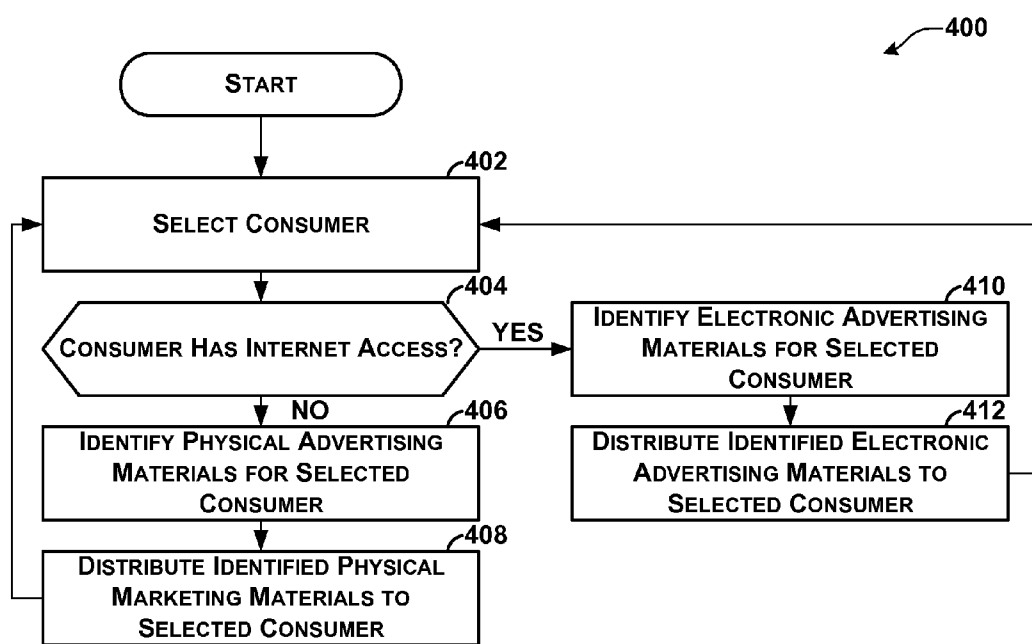 400
START
402
SELECT CONSUMER
404
CONSUMER HAS INTERNET ACCESS?
YES
NO
406
IDENTIFY PHYSICAL ADVERTISING
MATERIALS FOR SELECTED
CONSUMER
408
DISTRIBUTE IDENTIFIED PHYSICAL
MARKETING MATERIALS TO
SELECTED CONSUMER
410
IDENTIFY ELECTRONIC ADVERTISING
MATERIALS FOR SELECTED
CONSUMER
412
DISTRIBUTE IDENTIFIED ELECTRONIC
ADVERTISING MATERIALS TO
SELECTED CONSUMER